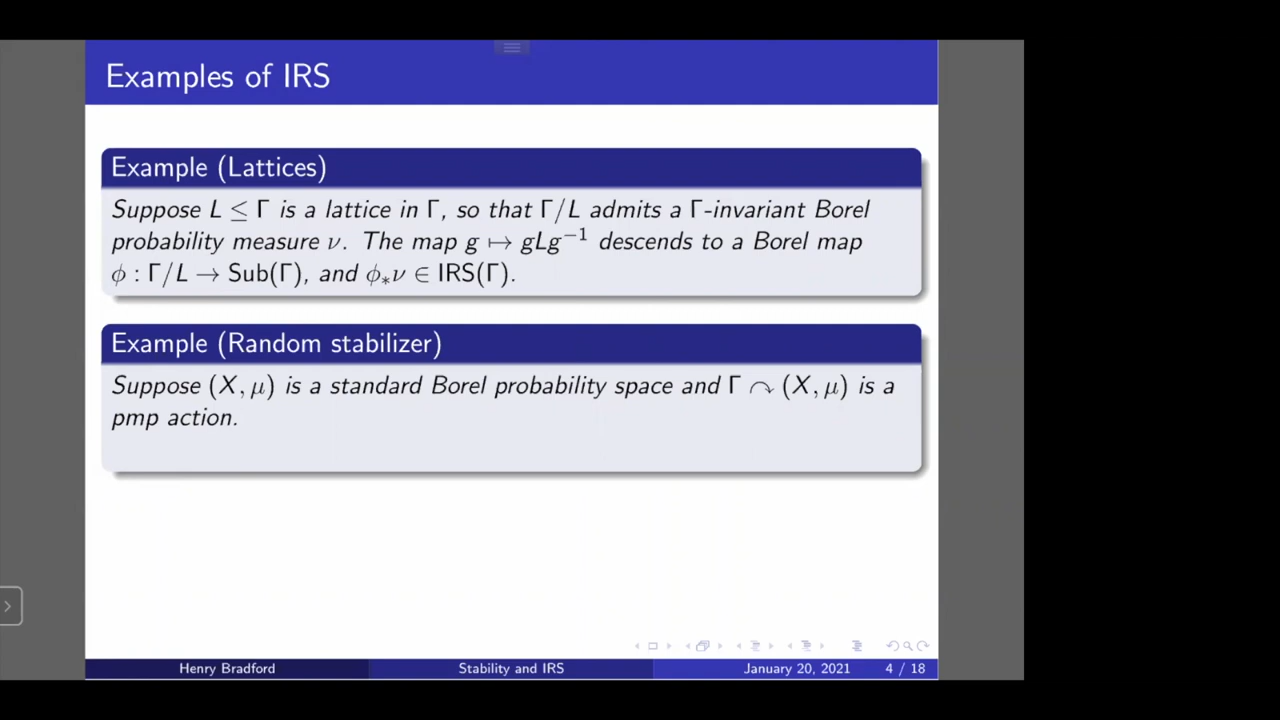 Examples of IRS
Example (Lattices)
Suppose L ≤ Γ is a lattice in Γ, so that Γ/L admits a Γ-invariant Borel
probability measure ν. The map g ↦ gLg⁻¹ descends to a Borel map
ϕ : Γ/L → Sub(Γ), and ϕ∗ν ∈ IRS(Γ).
Example (Random stabilizer)
Suppose (X, μ) is a standard Borel probability space and Γ ↷ (X, μ) is a
pmp action.
Henry Bradford Stability and IRS January 20, 2021 4 / 18